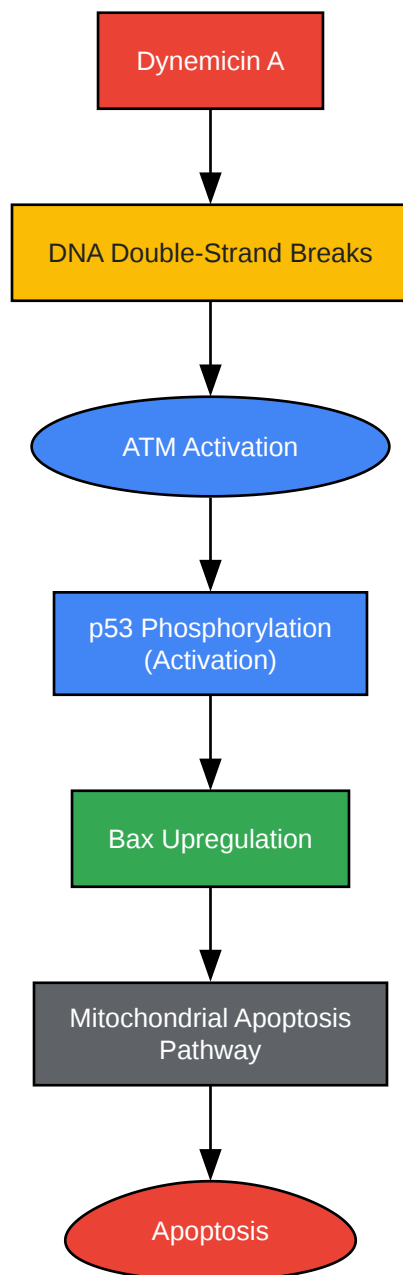 Dynemicin A
DNA Double-Strand Breaks
ATM Activation
p53 Phosphorylation
(Activation)
Bax Upregulation
Mitochondrial Apoptosis
Pathway
Apoptosis